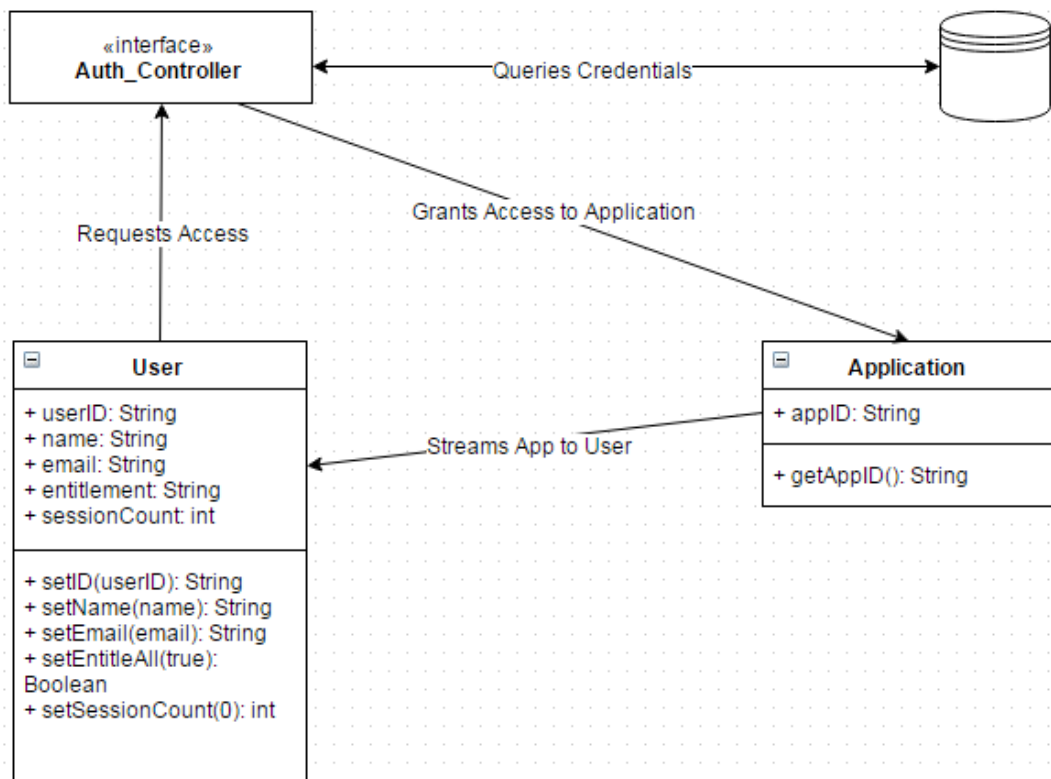 «interface»
Auth_Controller
Queries Credentials
Grants Access to Application
Requests Access
User
+ userID: String
+ name: String
+ email: String
+ entitlement: String
+ sessionCount: int
+ setID(userID): String
+ setName(name): String
+ setEmail(email): String
+ setEntitleAll(true):
Boolean
+ setSessionCount(0): int
Streams App to User
Application
+ appID: String
+ getAppID(): String